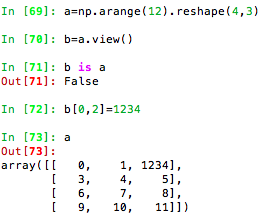 In [69]: a=np.arange(12).reshape(4,3)
In [70]: b=a.view()
In [71]: b is a
Out[71]: False
In [72]: b[0,2]=1234
In [73]: a
Out[73]:
array([[   0,    1, 1234],
       [   3,    4,    5],
       [   6,    7,    8],
       [   9,   10,   11]])